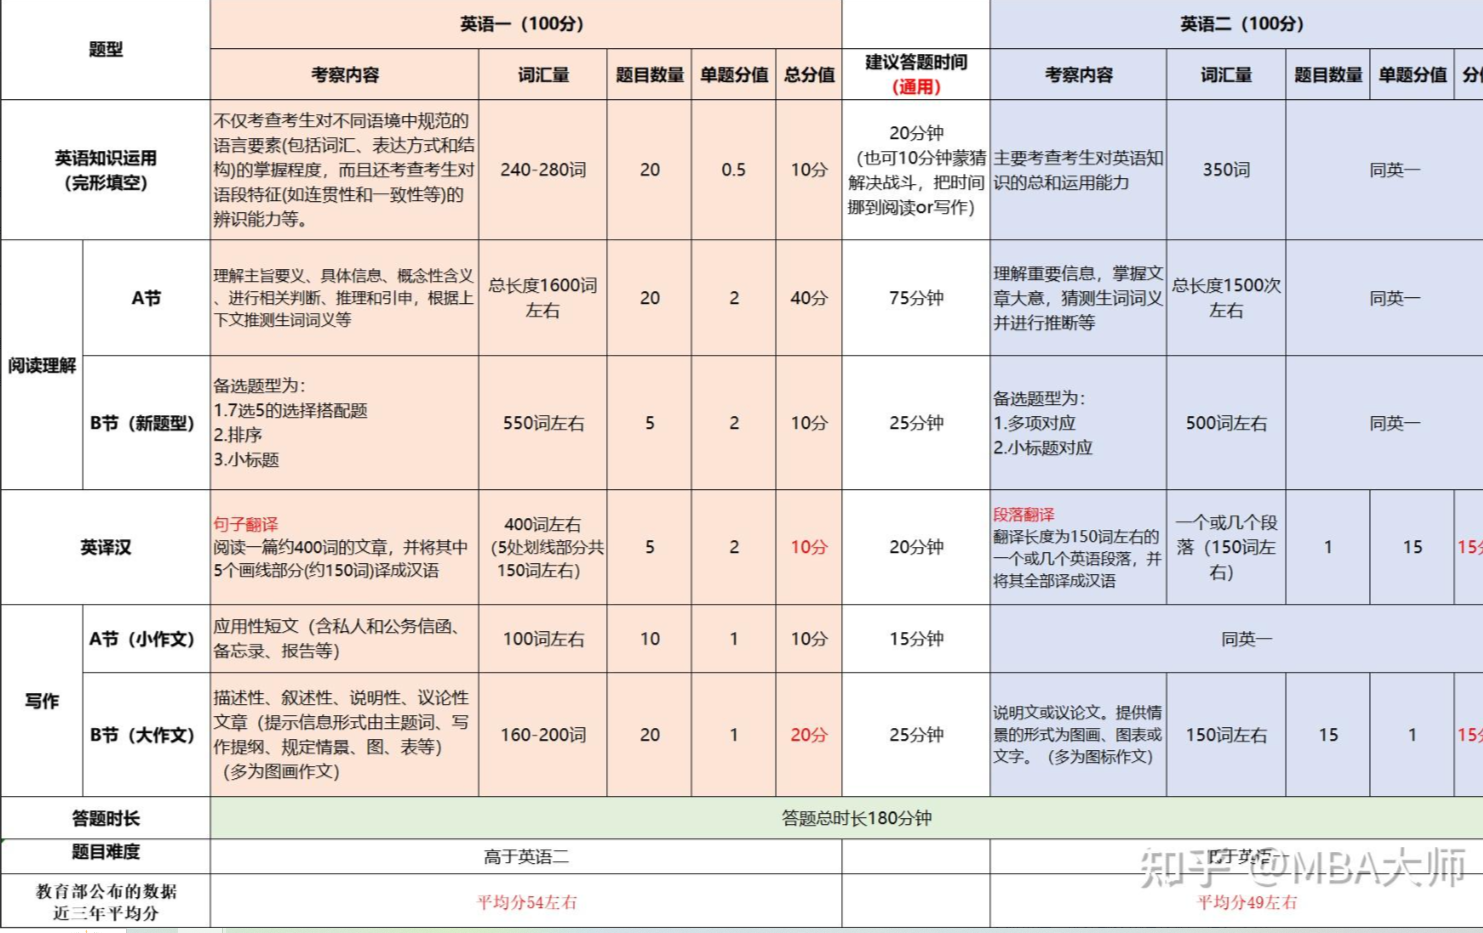 题型
英语一（100分）
英语二（100分）
考察内容
词汇量
题目数量
单题分值
总分值
建议答题时间
（通用）
考察内容
词汇量
题目数量
单题分值
英语知识运用
（完形填空）
不仅考查考生对不同语境中规范的
语言要素(包括词汇、表达方式和结
构)的掌握程度，而且还考查考生对
语段特征(如连贯性和一致性等)的
辨识能力等。
240-280词
20
0.5
10分
20分钟
（也可10分钟蒙猜
解决战斗，把时间
挪到阅读or写作）
主要考查考生对英语知
识的总和运用能力
350词
同英一
阅读理解
A节
理解主旨要义、具体信息、概念性含义
、进行相关判断、推理和引申，根据上
下文推测生词词义等
总长度1600词
左右
20
2
40分
75分钟
理解重要信息，掌握文
章大意，猜测生词词义
并进行推断等
总长度1500次
左右
同英一
B节（新题型）
备选题型为：
1.7选5的选择搭配题
2.排序
3.小标题
550词左右
5
2
10分
25分钟
备选题型为：
1.多项对应
2.小标题对应
500词左右
同英一
英译汉
句子翻译
阅读一篇约400词的文章，并将其中
5个画线部分(约150词)译成汉语
400词左右
（5处划线部分共
150词左右）
5
2
10分
20分钟
段落翻译
翻译长度为150词左右的
一个或几个英语段落，并
将其全部译成汉语
一个或几个段
落（150词左
右）
1
15
15
写作
A节（小作文）
应用性短文（含私人和公务信函、
备忘录、报告等）
100词左右
10
1
10分
15分钟
同英一
B节（大作文）
描述性、叙述性、说明性、议论性
文章（提示信息形式由主题词、写
作提纲、规定情景、图、表等）
（多为图画作文）
160-200词
20
1
20分
25分钟
说明文或议论文。提供情
景的形式为图画、图表或
文字。（多为图标作文）
150词左右
15
1
15
答题时长
答题总时长180分钟
题目难度
高于英语二
于英语一
教育部公布的数据
近三年平均分
平均分54左右
平均分49左右
知乎 @MBA大师